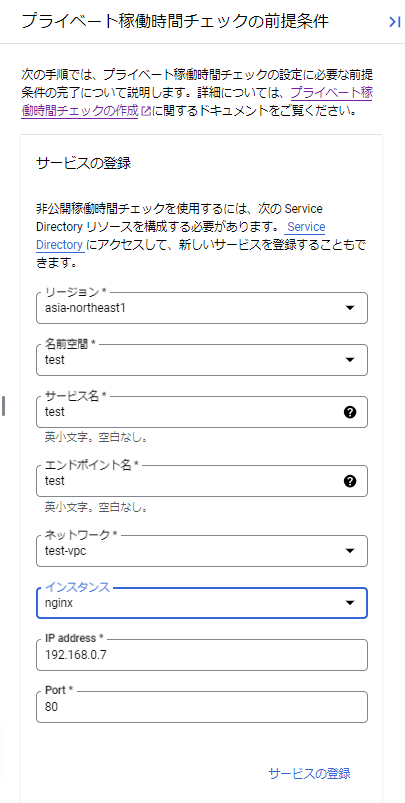 プライベート稼働時間チェックの前提条件
次の手順では、プライベート稼働時間チェックの設定に必要な前提
条件の完了について説明します。詳細については、プライベート稼
働時間チェックの作成 に関するドキュメントをご覧ください。
サービスの登録
非公開稼働時間チェックを使用するには、次の Service
Directory リソースを構成する必要があります。 Service
Directory にアクセスして、新しいサービスを登録することもで
きます。
リージョン *
asia-northeast1
名前空間 *
test
サービス名 *
test
英小文字。空白なし。
エンドポイント名 *
test
英小文字。空白なし。
ネットワーク *
test-vpc
インスタンス
nginx
IP address *
192.168.0.7
Port *
80
サービスの登録